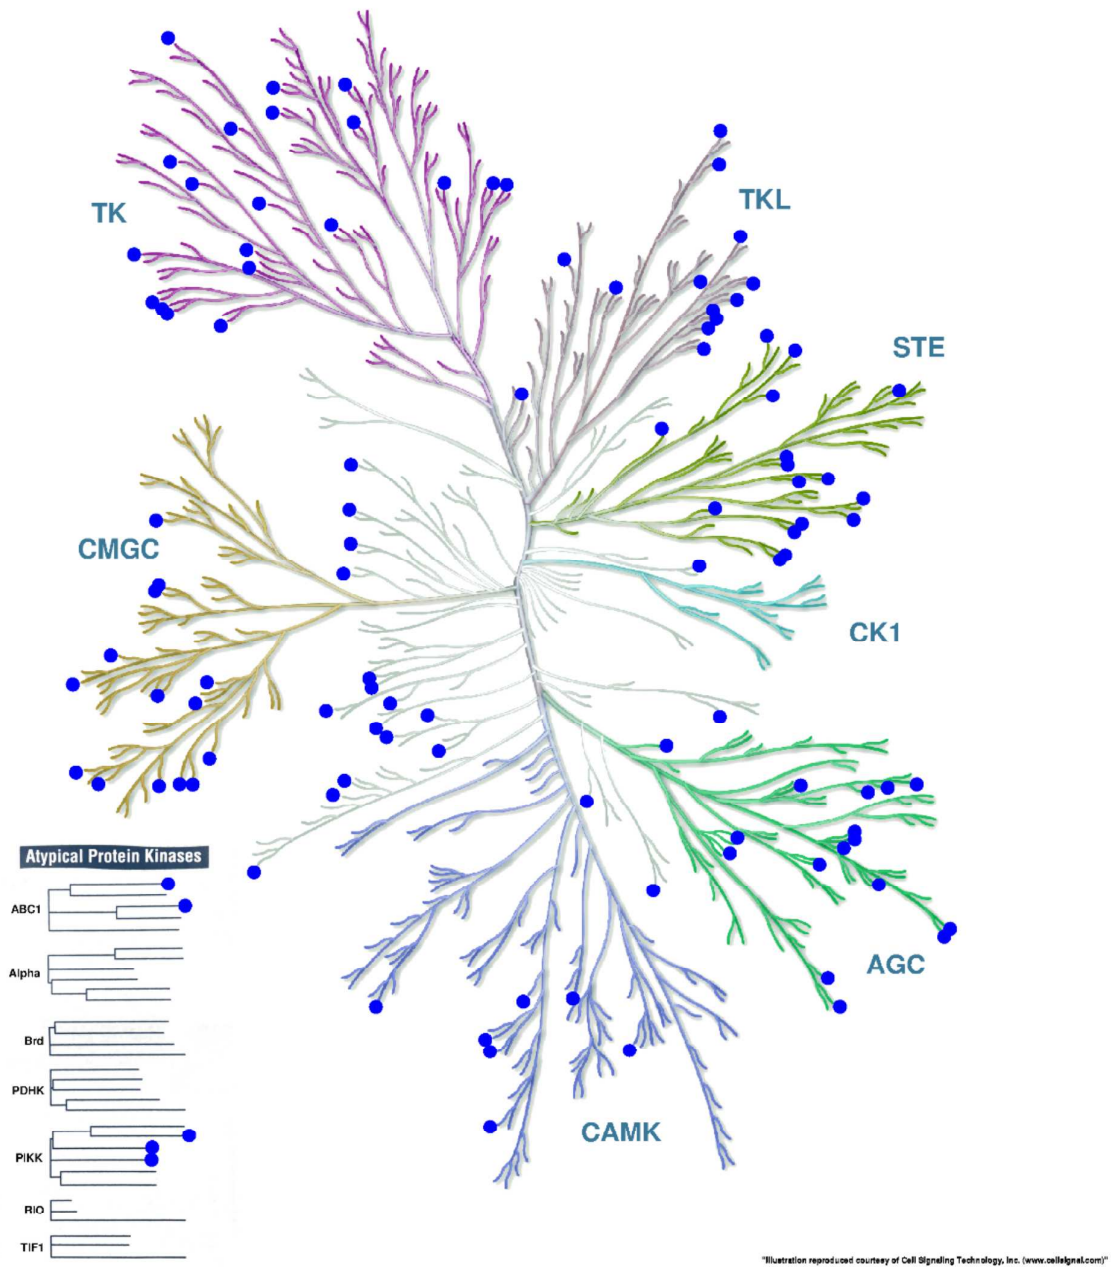 TK
TKL
STE
CMGC
CK1
AGC
CAMK
Atypical Protein Kinases
ABC1
Alpha
Brd
PDHK
PIKK
RIO
TIF1
"Illustration reproduced courtesy of Cell Signaling Technology, Inc. (www.cellsignal.com)"